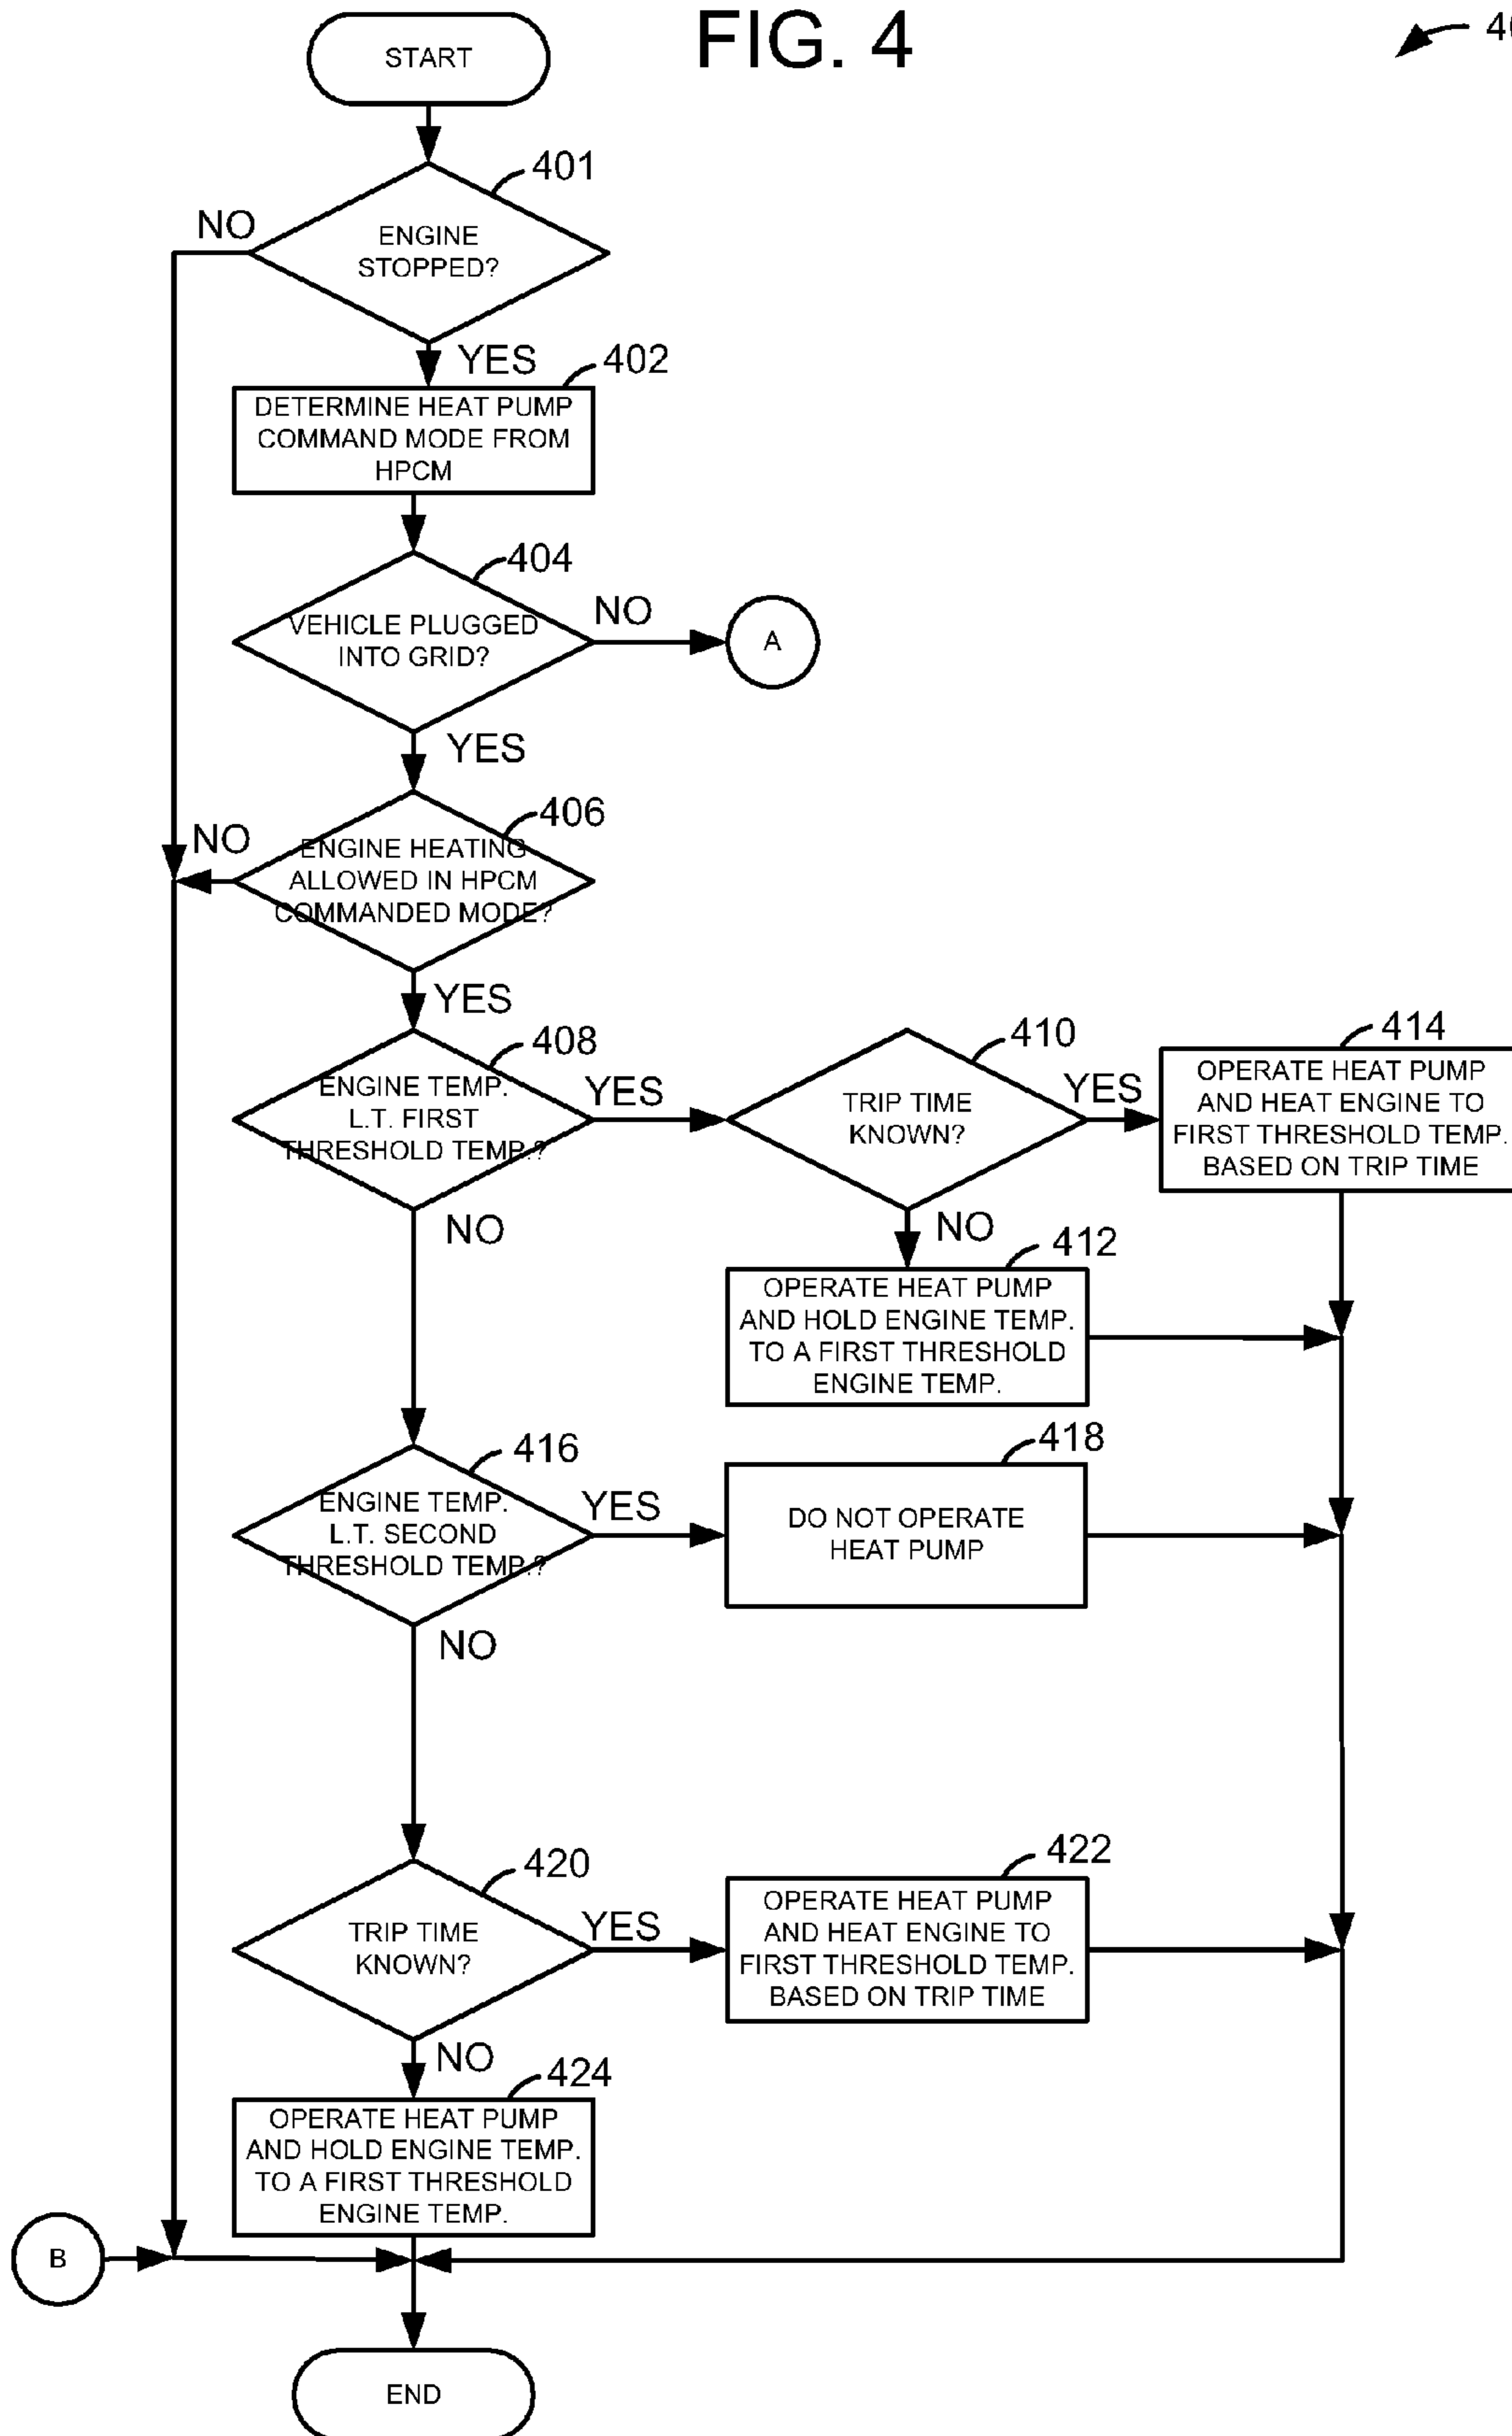 FIG. 4
40
START
401
NO
ENGINE
STOPPED?
YES
402
DETERMINE HEAT PUMP
COMMAND MODE FROM
HPCM
404
VEHICLE PLUGGED
INTO GRID?
NO
A
YES
406
NO
ENGINE HEATING
ALLOWED IN HPCM
COMMANDED MODE?
YES
408
ENGINE TEMP.
L.T. FIRST
THRESHOLD TEMP.?
YES
410
TRIP TIME
KNOWN?
YES
414
OPERATE HEAT PUMP
AND HEAT ENGINE TO
FIRST THRESHOLD TEMP.
BASED ON TRIP TIME
NO
NO
412
OPERATE HEAT PUMP
AND HOLD ENGINE TEMP.
TO A FIRST THRESHOLD
ENGINE TEMP.
416
ENGINE TEMP.
L.T. SECOND
THRESHOLD TEMP.?
YES
418
DO NOT OPERATE
HEAT PUMP
NO
420
TRIP TIME
KNOWN?
YES
422
OPERATE HEAT PUMP
AND HEAT ENGINE TO
FIRST THRESHOLD TEMP.
BASED ON TRIP TIME
NO
424
OPERATE HEAT PUMP
AND HOLD ENGINE TEMP.
TO A FIRST THRESHOLD
ENGINE TEMP.
B
END